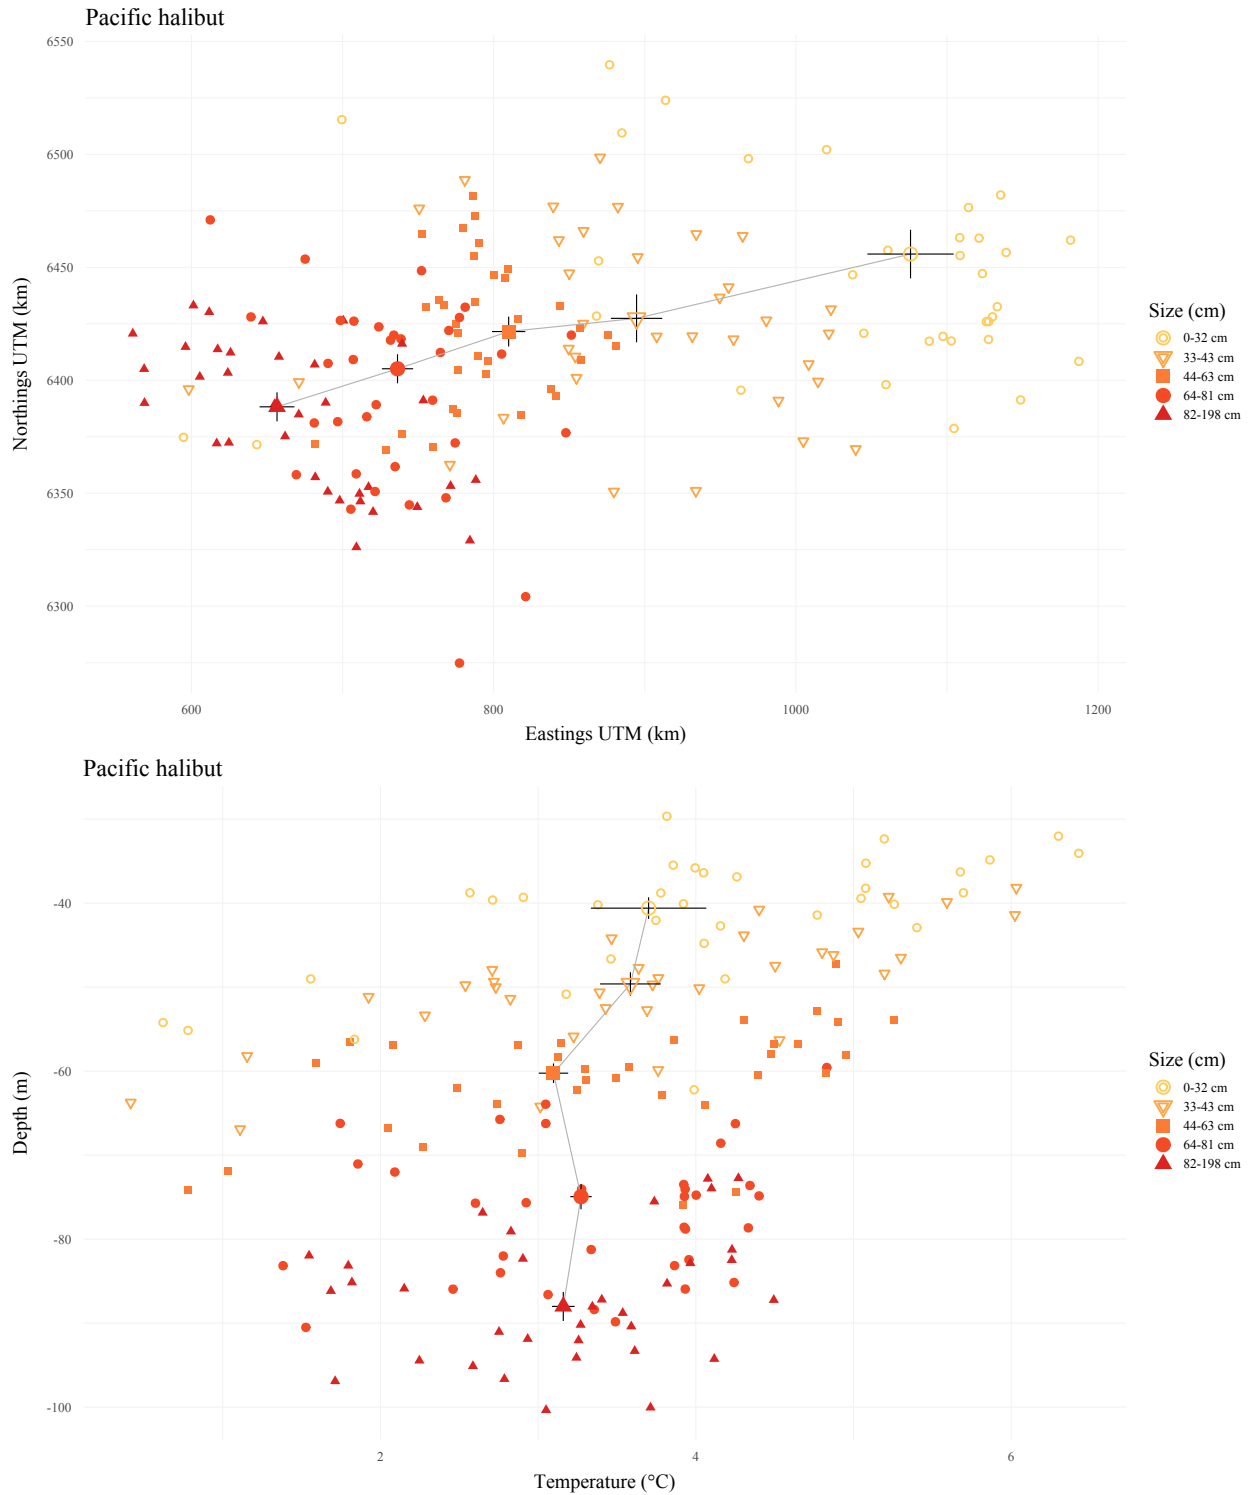 Pacific halibut
6550
6500
6450
6400
6350
6300
Northings UTM (km)
600
800
1000
1200
Eastings UTM (km)
Size (cm)
0-32 cm
33-43 cm
44-63 cm
64-81 cm
82-198 cm
Pacific halibut
-40
-60
-80
-100
Depth (m)
2
4
6
Temperature (°C)
Size (cm)
0-32 cm
33-43 cm
44-63 cm
64-81 cm
82-198 cm